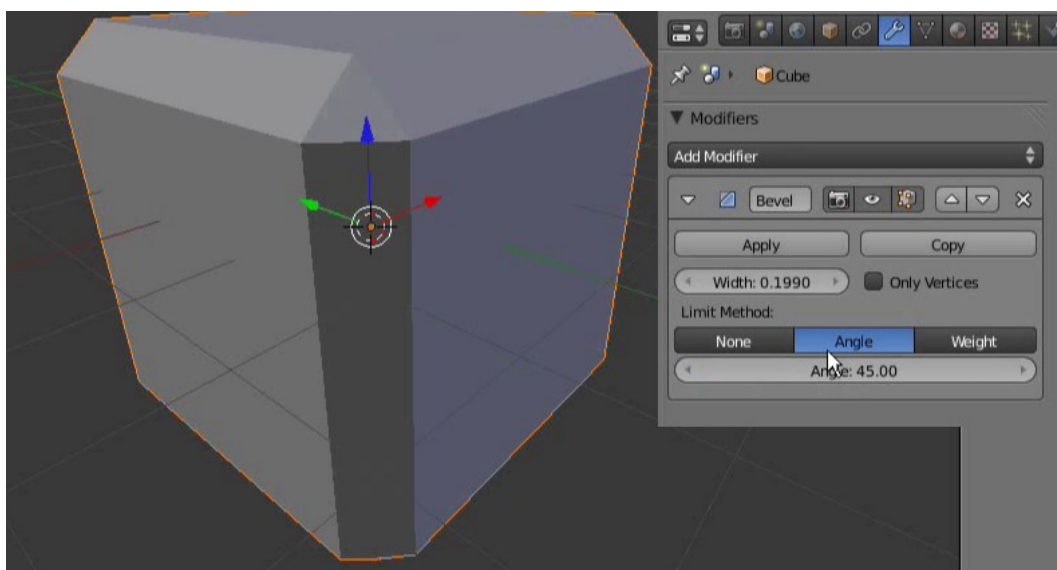 Cube
Modifiers
Add Modifier
Bevel
Apply Copy
Width: 0.1990 Only Vertices
Limit Method:
None Angle Weight
Angle: 45.00